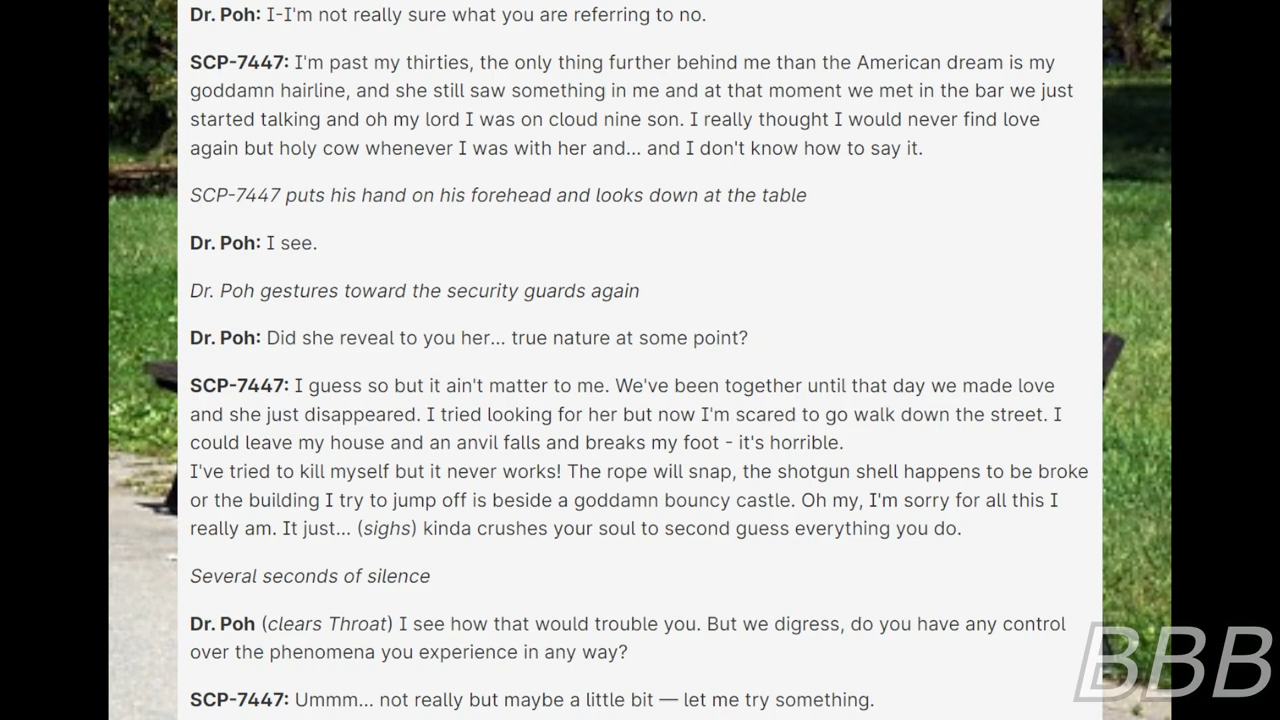 Dr. Poh: I-I'm not really sure what you are referring to no.
SCP-7447: I'm past my thirties, the only thing further behind me than the American dream is my
goddamn hairline, and she still saw something in me and at that moment we met in the bar we just
started talking and oh my lord I was on cloud nine son. I really thought I would never find love
again but holy cow whenever I was with her and... and I don't know how to say it.
SCP-7447 puts his hand on his forehead and looks down at the table
Dr. Poh: I see.
Dr. Poh gestures toward the security guards again
Dr. Poh: Did she reveal to you her... true nature at some point?
SCP-7447: I guess so but it ain't matter to me. We've been together until that day we made love
and she just disappeared. I tried looking for her but now I'm scared to go walk down the street. I
could leave my house and an anvil falls and breaks my foot - it's horrible.
I've tried to kill myself but it never works! The rope will snap, the shotgun shell happens to be broke
or the building I try to jump off is beside a goddamn bouncy castle. Oh my, I'm sorry for all this I
really am. It just... (sighs) kinda crushes your soul to second guess everything you do.
Several seconds of silence
Dr. Poh (clears Throat) I see how that would trouble you. But we digress, do you have any control
over the phenomena you experience in any way?
SCP-7447: Ummm... not really but maybe a little bit — let me try something.
BBB